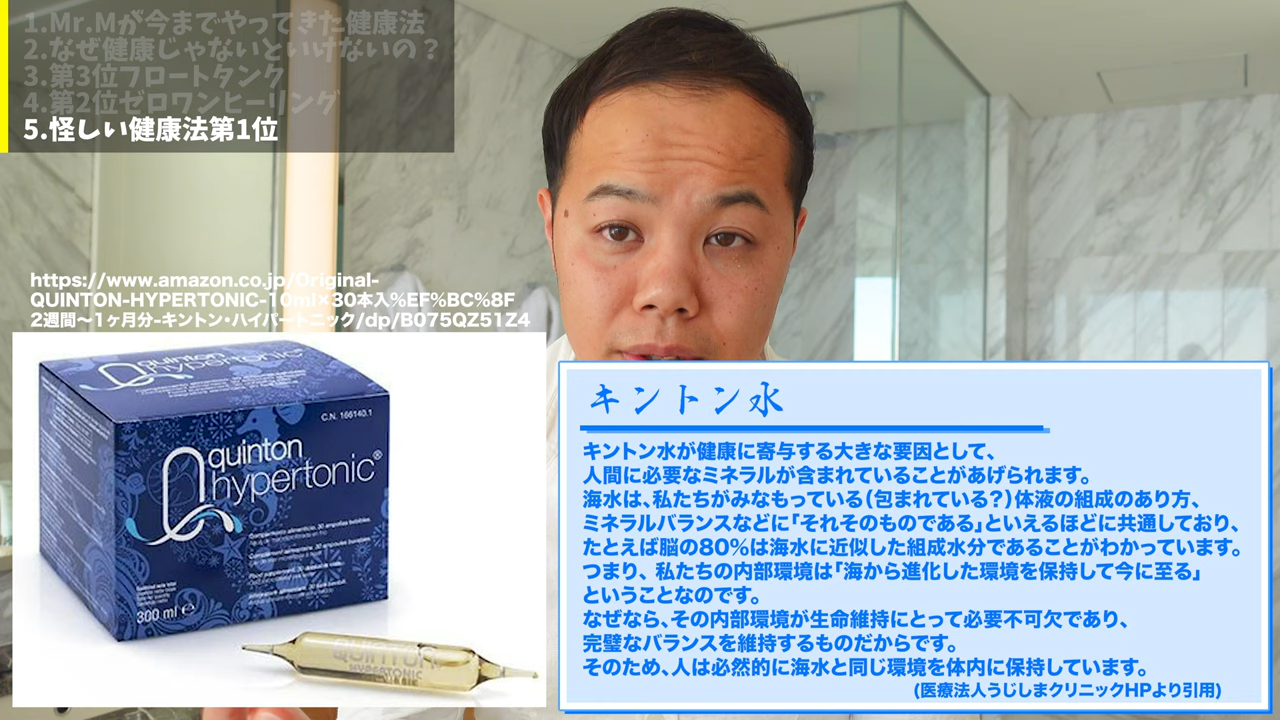 1.Mr.Mが今までやってきた健康法
2.なぜ健康じゃないといけないの？
3.第3位フロートタンク
4.第2位ゼロワンヒーリング
5.怪しい健康法第1位
https://www.amazon.co.jp/Original-
QUINTON-HYPERTONIC-10ml×30本入%EF%BC%8F
2週間〜1ヶ月分-キントン・ハイパートニック/dp/B075QZ51Z4
quinton
hypertonic
C.N. 166140.1
quinton
hypertonic®
300 ml e
QUINTON
HYPERTONIC
キントン水
キントン水が健康に寄与する大きな要因として、
人間に必要なミネラルが含まれていることがあげられます。
海水は、私たちがみなもっている（包まれている？）体液の組成のあり方、
ミネラルバランスなどに「それそのものである」といえるほどに共通しており、
たとえば脳の80%は海水に近似した組成水分であることがわかっています。
つまり、私たちの内部環境は「海から進化した環境を保持して今に至る」
ということなのです。
なぜなら、その内部環境が生命維持にとって必要不可欠であり、
完璧なバランスを維持するものだからです。
そのため、人は必然的に海水と同じ環境を体内に保持しています。
(医療法人うじしまクリニックHPより引用)